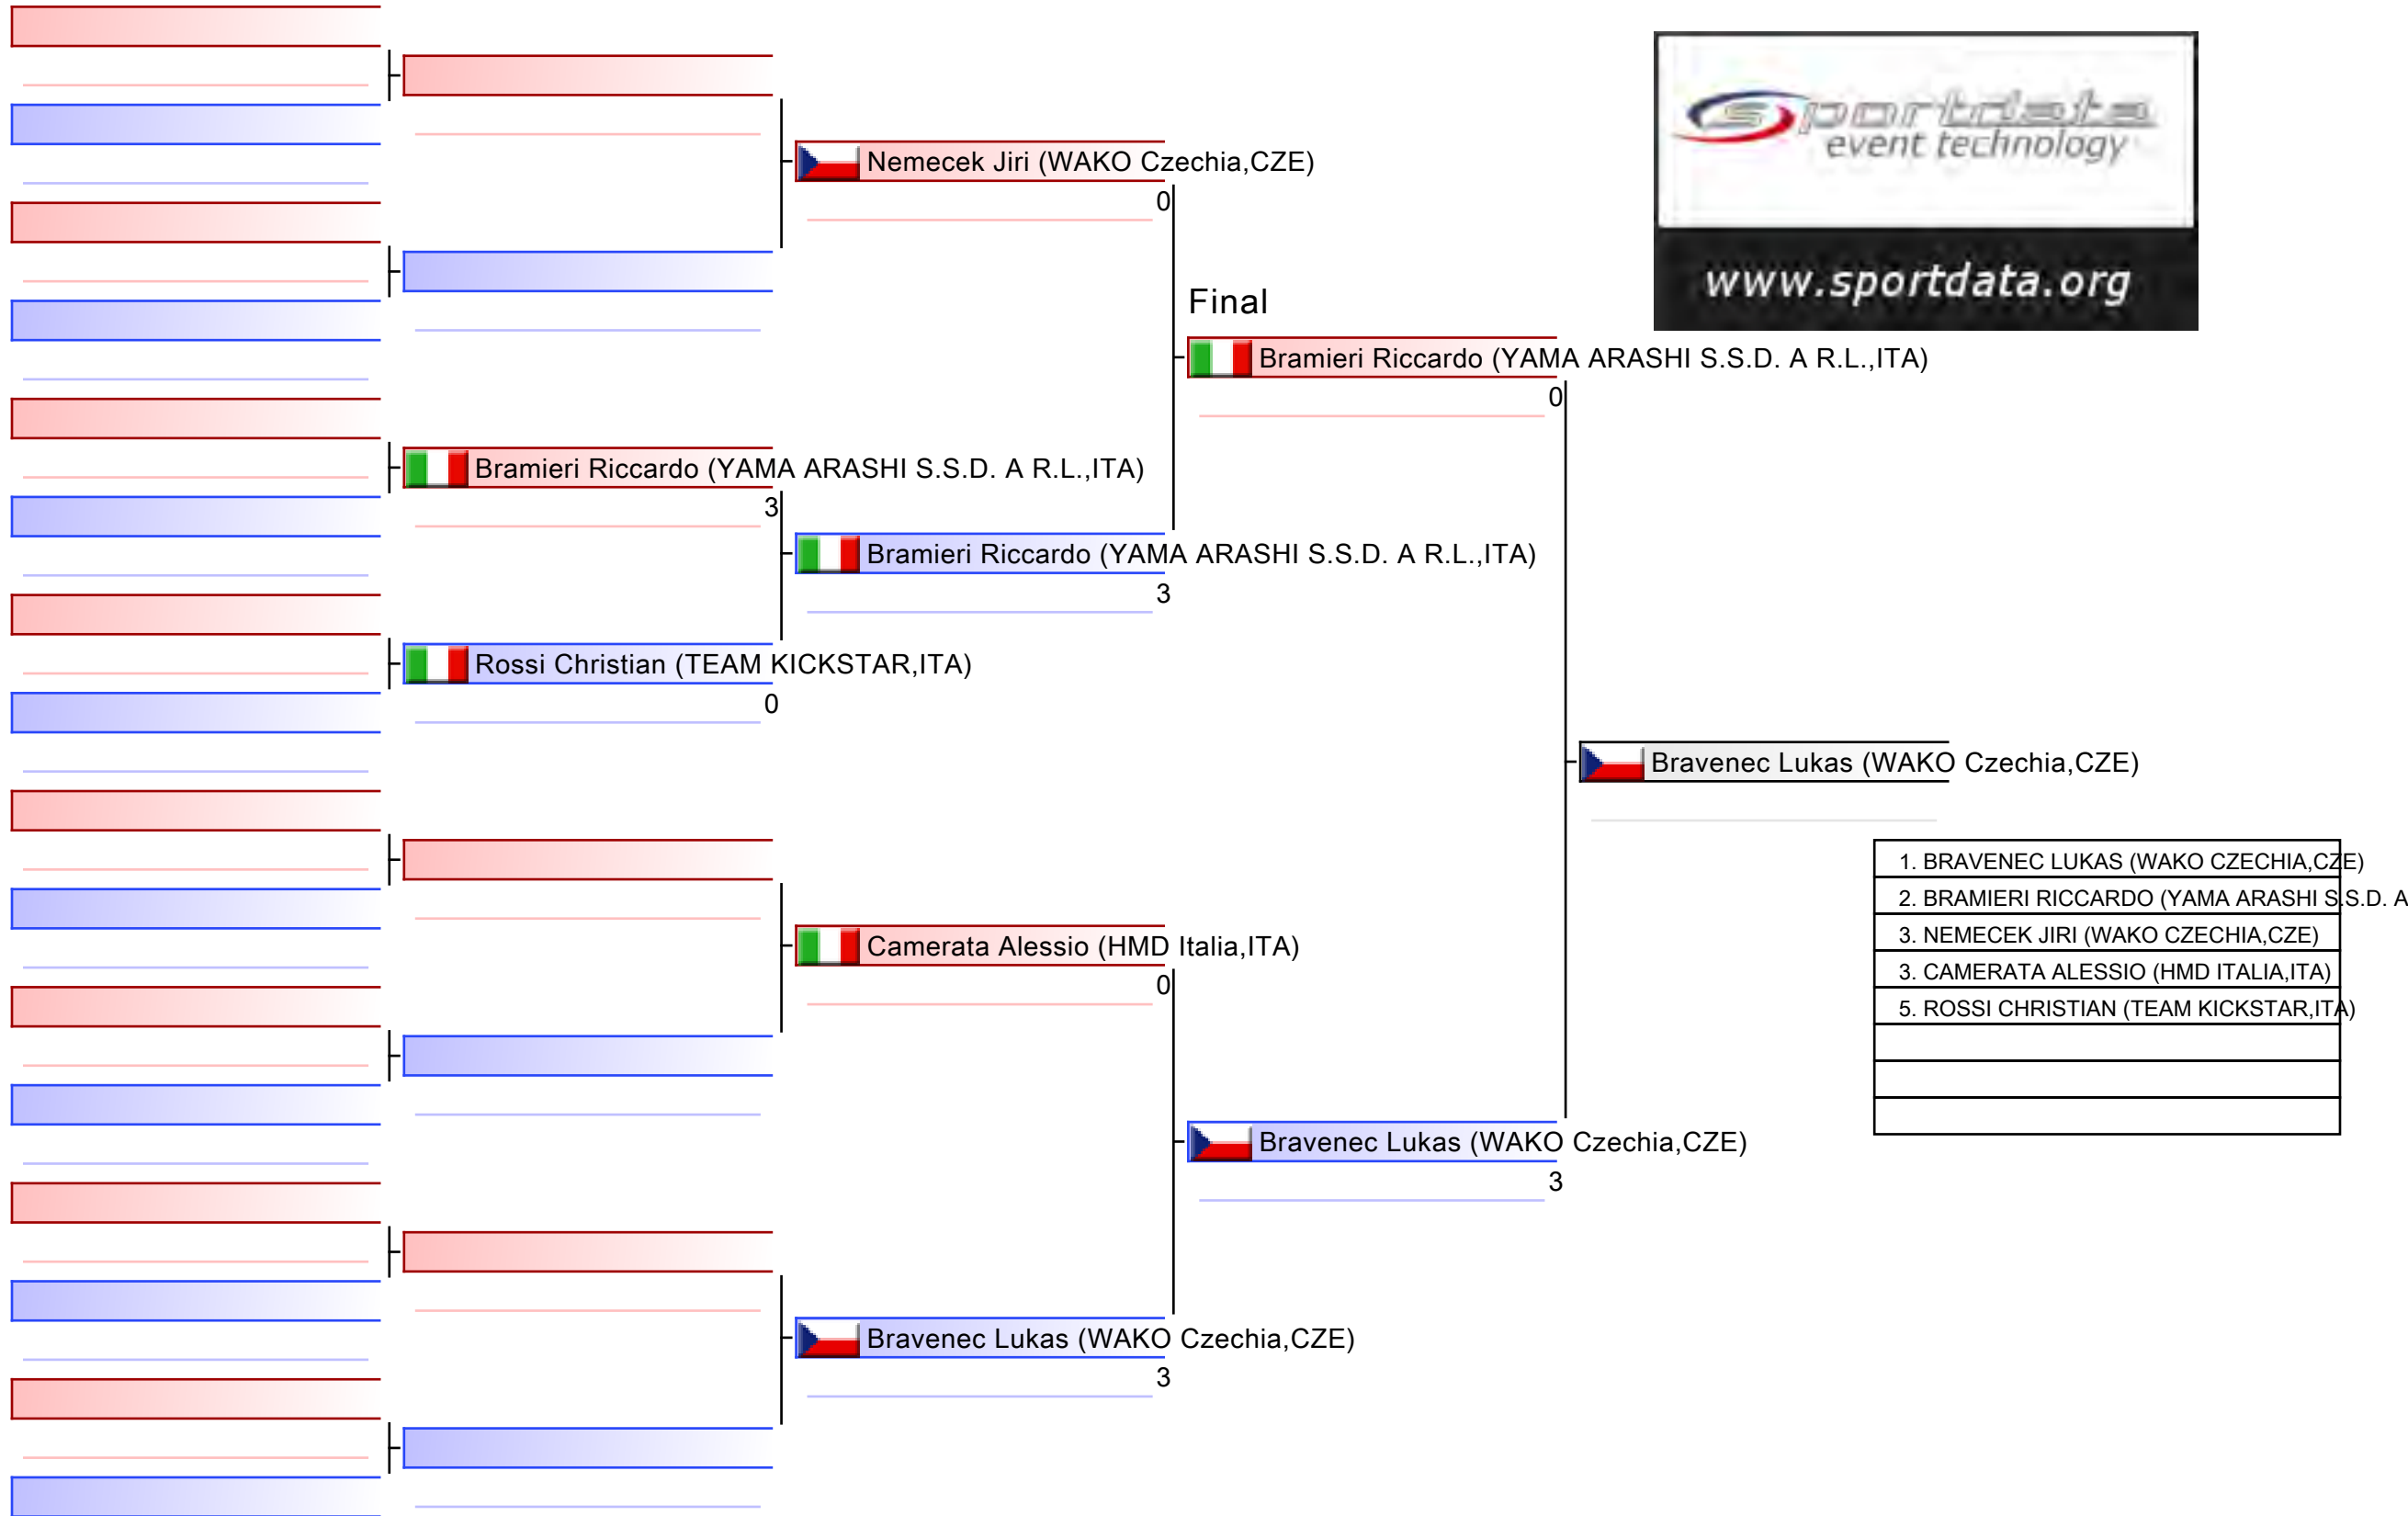 sportdata
event technology
www.sportdata.org
Nemecek Jiri (WAKO Czechia,CZE)
0
Final
Bramieri Riccardo (YAMA ARASHI S.S.D. A R.L.,ITA)
0
Bramieri Riccardo (YAMA ARASHI S.S.D. A R.L.,ITA)
3
Bramieri Riccardo (YAMA ARASHI S.S.D. A R.L.,ITA)
3
Rossi Christian (TEAM KICKSTAR,ITA)
0
Bravenec Lukas (WAKO Czechia,CZE)
1. BRAVENEC LUKAS (WAKO CZECHIA,CZE)
2. BRAMIERI RICCARDO (YAMA ARASHI S.S.D. A
3. NEMECEK JIRI (WAKO CZECHIA,CZE)
3. CAMERATA ALESSIO (HMD ITALIA,ITA)
5. ROSSI CHRISTIAN (TEAM KICKSTAR,ITA)
Camerata Alessio (HMD Italia,ITA)
0
Bravenec Lukas (WAKO Czechia,CZE)
3
Bravenec Lukas (WAKO Czechia,CZE)
3